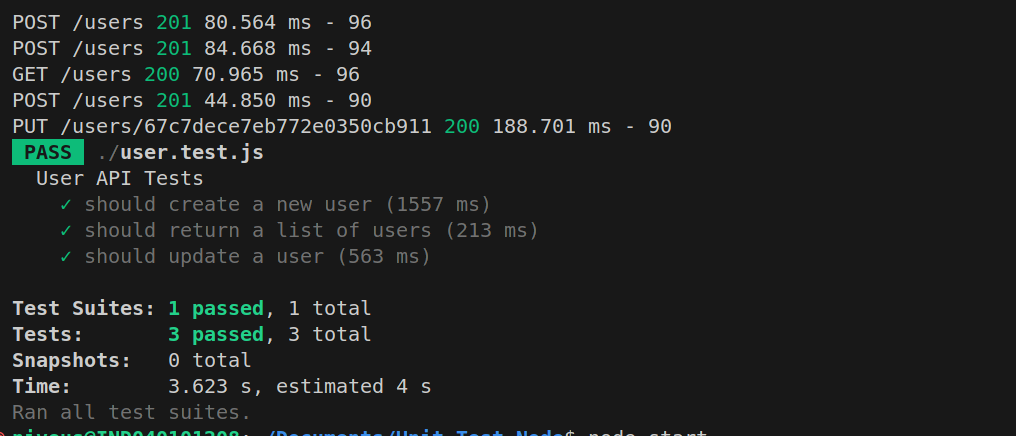 POST /users 201 80.564 ms - 96
POST /users 201 84.668 ms - 94
GET /users 200 70.965 ms - 96
POST /users 201 44.850 ms - 90
PUT /users/67c7dece7eb772e0350cb911 200 188.701 ms - 90
PASS ./user.test.js
User API Tests
✓ should create a new user (1557 ms)
✓ should return a list of users (213 ms)
✓ should update a user (563 ms)
Test Suites: 1 passed, 1 total
Tests: 3 passed, 3 total
Snapshots: 0 total
Time: 3.623 s, estimated 4 s
Ran all test suites.